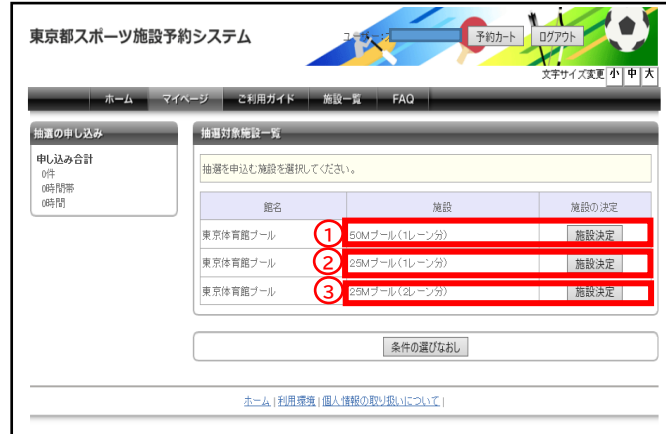 東京都スポーツ施設予約システム
予約カート ログアウト
文字サイズ変更 小 中 大
ホーム マイページ ご利用ガイド 施設一覧 FAQ
抽選の申し込み
申し込み合計
0件
0時間帯
0時間
抽選対象施設一覧
抽選を申込む施設を選択してください。
館名 施設 施設の決定
東京体育館プール ① 50Mプール(1レーン分) 施設決定
東京体育館プール ② 25Mプール(1レーン分) 施設決定
東京体育館プール ③ 25Mプール(2レーン分) 施設決定
条件の選びなおし
ホーム | 利用環境 | 個人情報の取り扱いについて |